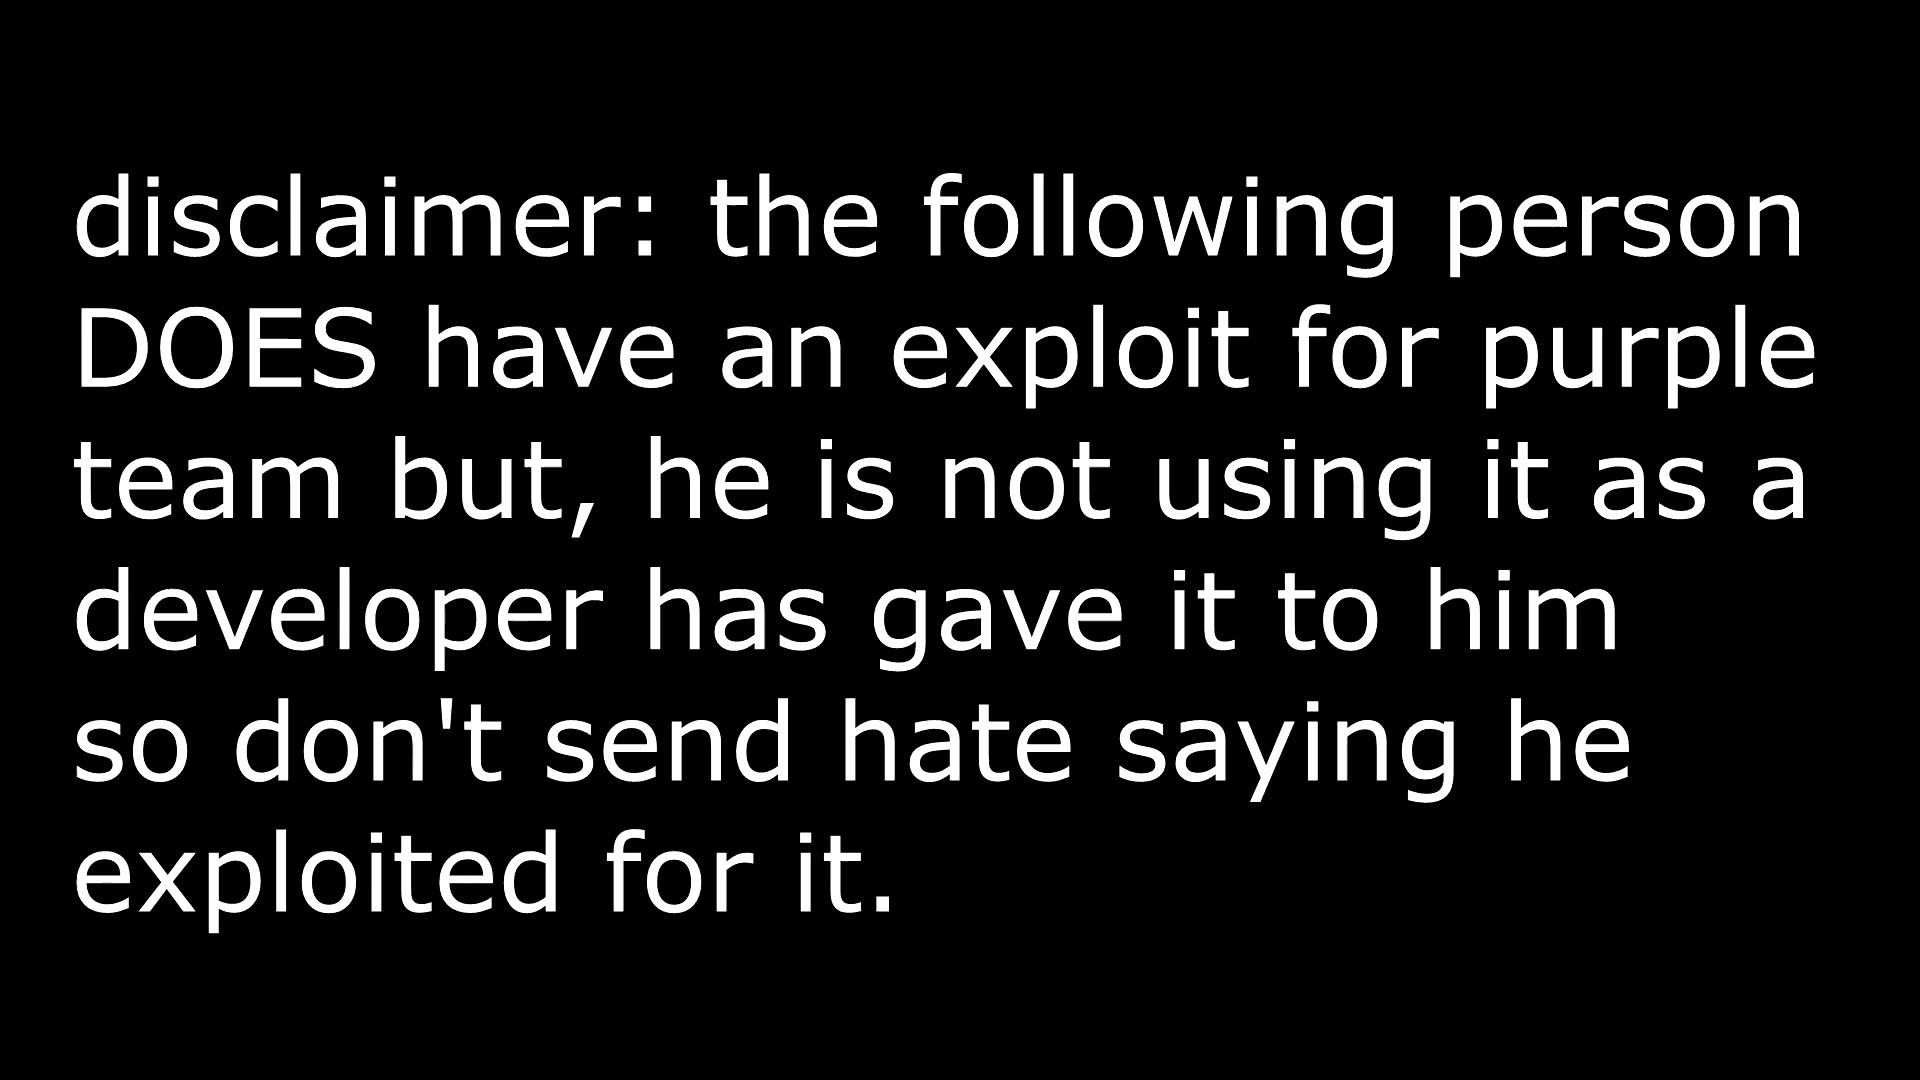 disclaimer: the following person
DOES have an exploit for purple
team but, he is not using it as a
developer has gave it to him
so don't send hate saying he
exploited for it.